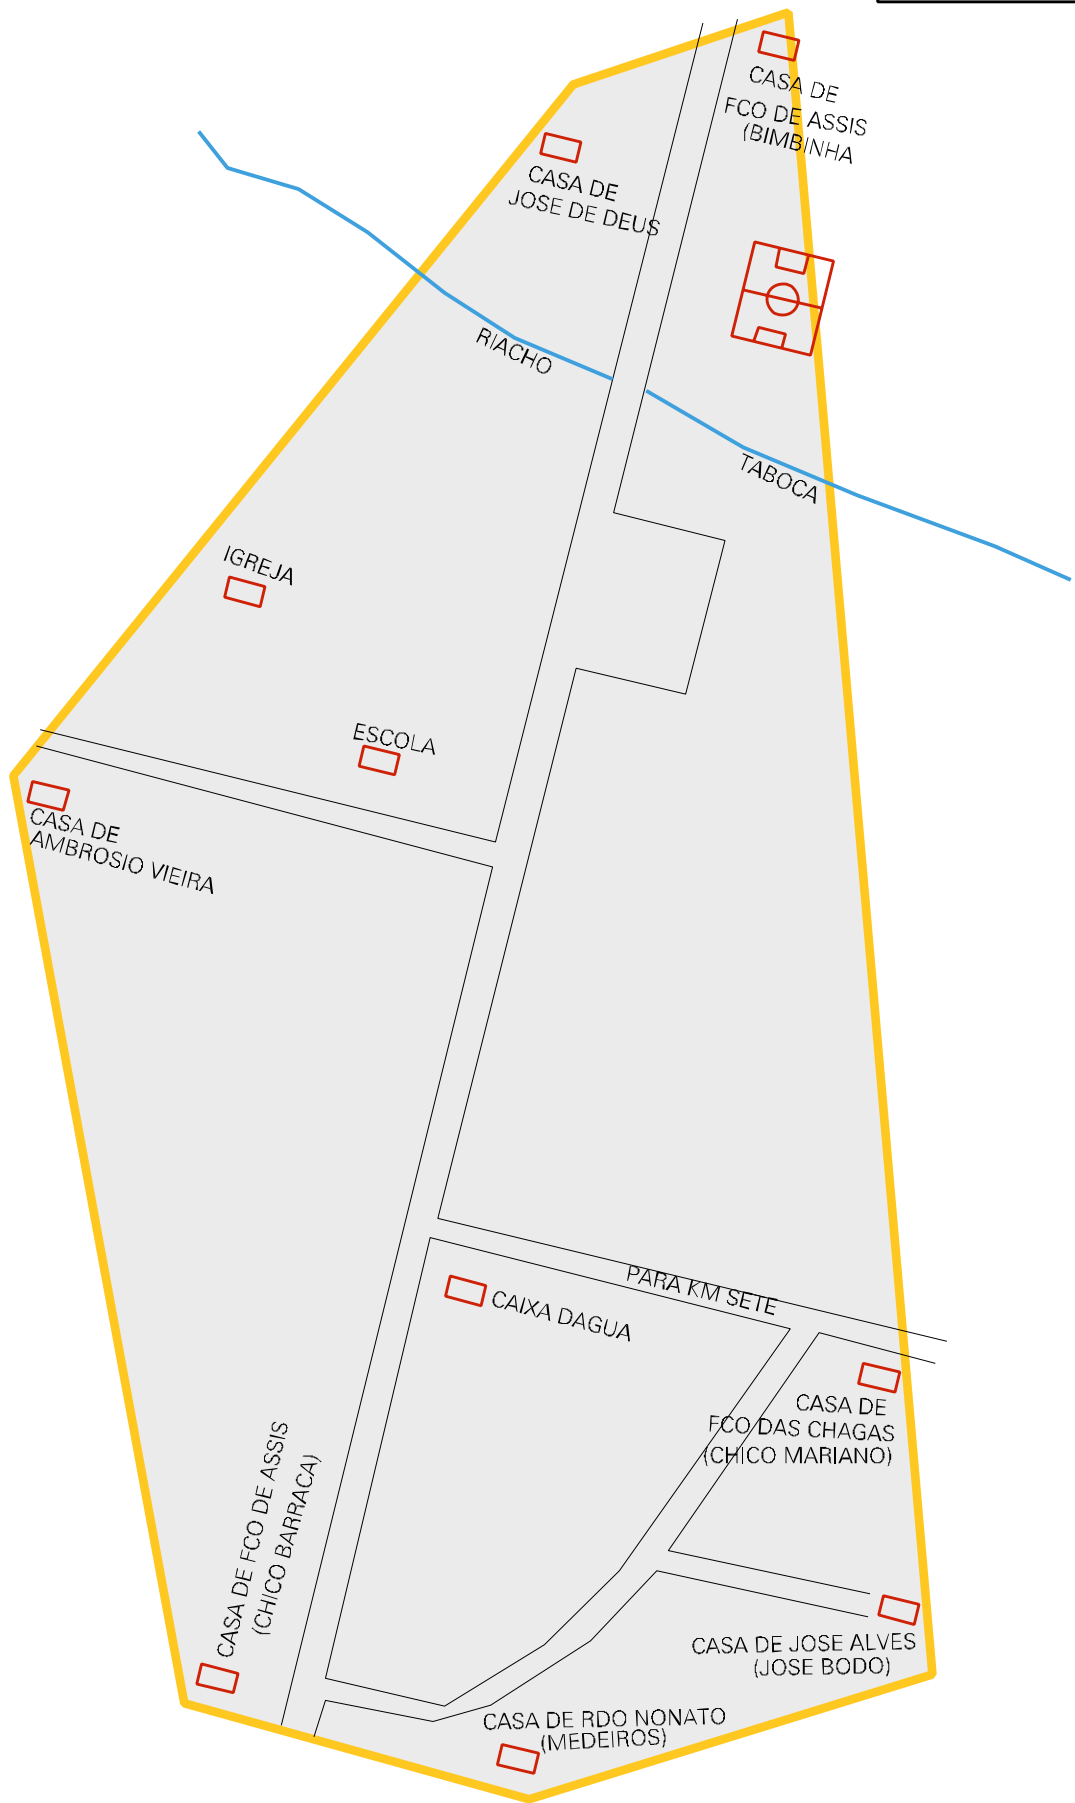 CASA DE
FCO DE ASSIS
(BIMBINHA
CASA DE
JOSE DE DEUS
RIACHO
TABOCA
IGREJA
ESCOLA
CASA DE
AMBROSIO VIEIRA
PARA KM SETE
CAIXA DAGUA
CASA DE
FCO DAS CHAGAS
(CHICO MARIANO)
CASA DE FCO DE ASSIS
(CHICO BARRACA)
CASA DE JOSE ALVES
(JOSE BODO)
CASA DE RDO NONATO
(MEDEIROS)